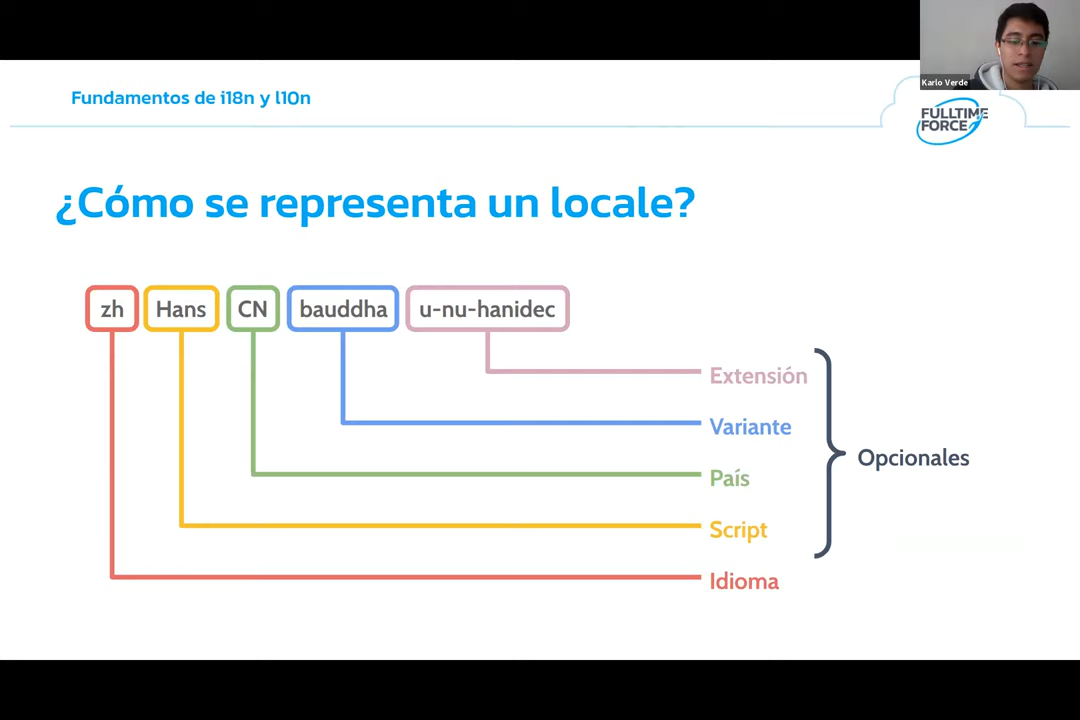 Karlo Verde
Fundamentos de i18n y l10n
FULLTIME
FORCE
¿Cómo se representa un locale?
zh Hans CN bauddha u-nu-hanidec
Extensión
Variante
Opcionales
País
Script
Idioma